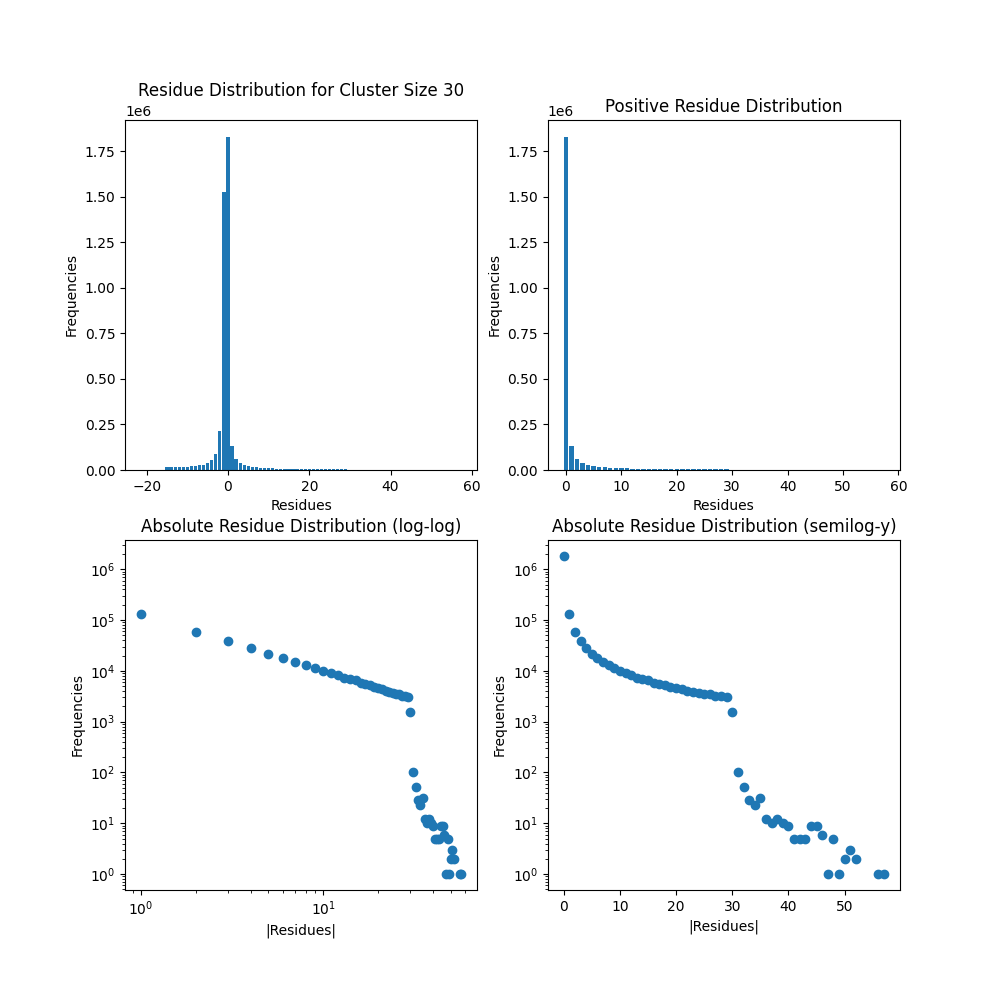 Residue Distribution for Cluster Size 30
1e6
Frequencies
1.75
1.50
1.25
1.00
0.75
0.50
0.25
0.00
−20 0 20 40 60
Residues
Positive Residue Distribution
1e6
Frequencies
1.75
1.50
1.25
1.00
0.75
0.50
0.25
0.00
0 10 20 30 40 50 60
Residues
Absolute Residue Distribution (log-log)
Frequencies
10⁶
10⁵
10⁴
10³
10²
10¹
10⁰
10⁰ 10¹
|Residues|
Absolute Residue Distribution (semilog-y)
Frequencies
10⁶
10⁵
10⁴
10³
10²
10¹
10⁰
0 10 20 30 40 50
|Residues|